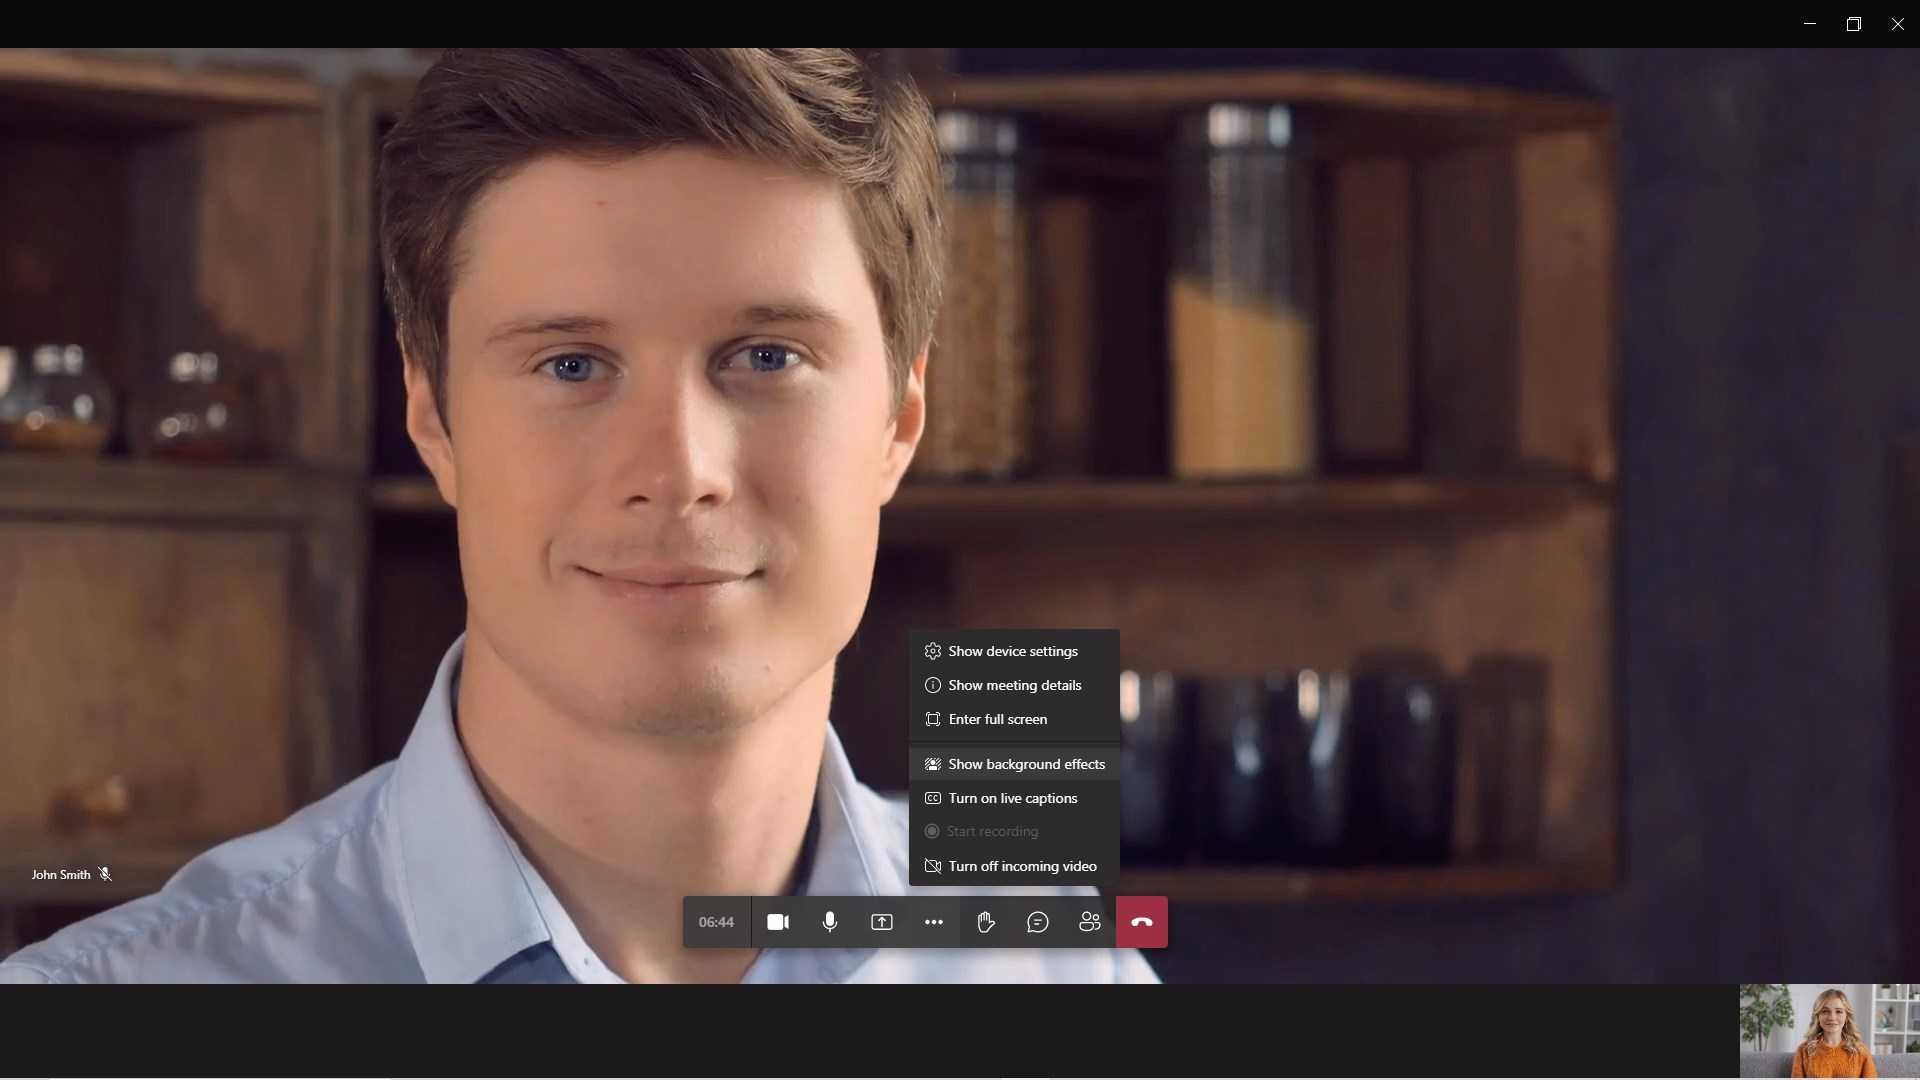 Show device settings
Show meeting details
Enter full screen
Show background effects
CC Turn on live captions
Start recording
Turn off incoming video
John Smith
06:44